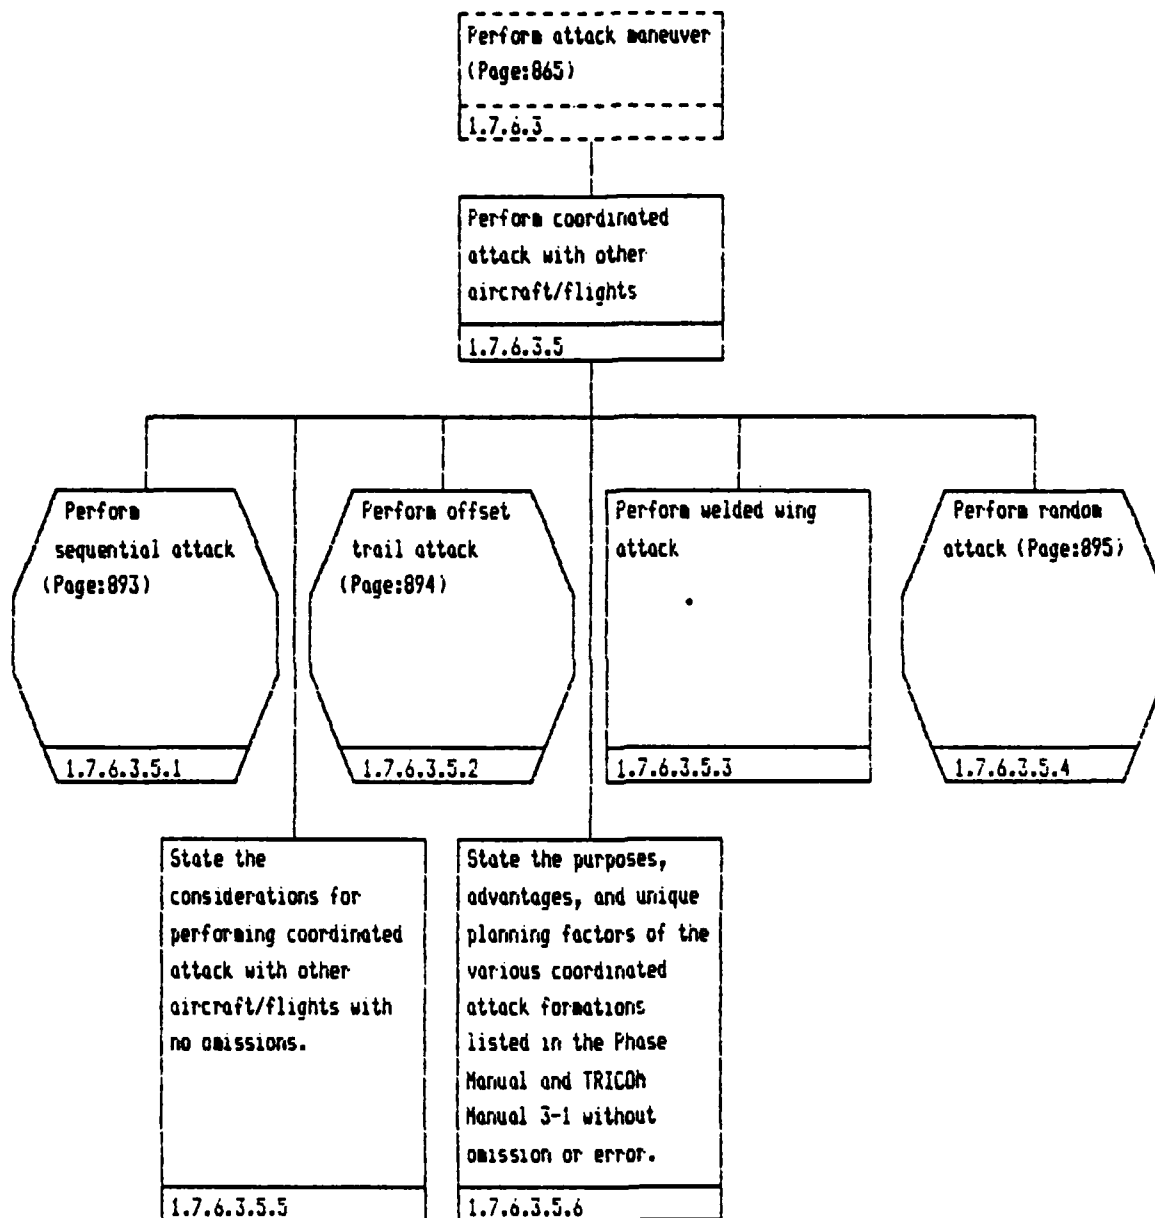 Perform attack maneuver
(Page:865)
1.7.6.3
Perform coordinated
attack with other
aircraft/flights
1.7.6.3.5
Perform
sequential attack
(Page:893)
1.7.6.3.5.1
Perform offset
trail attack
(Page:894)
1.7.6.3.5.2
Perform welded wing
attack
1.7.6.3.5.3
Perform random
attack (Page:895)
1.7.6.3.5.4
State the
considerations for
performing coordinated
attack with other
aircraft/flights with
no omissions.
1.7.6.3.5.5
State the purposes,
advantages, and unique
planning factors of the
various coordinated
attack formations
listed in the Phase
Manual and TRICOM
Manual 3-1 without
omission or error.
1.7.6.3.5.6